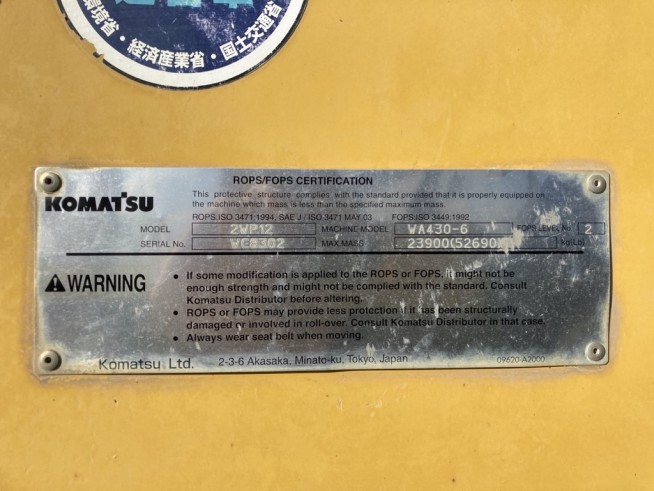 環境省・経済産業省・国土交通省
ROPS/FOPS CERTIFICATION
This protective structure complies with the standard provided that it is properly equipped on
the machine which mass is less than the specified maximum mass.
KOMATSU
ROPS:ISO 3471:1994, SAE J / ISO 3471 MAY 03 FOPS:ISO 3449:1992
MODEL 2WP12 MACHINE MODEL WA430-6 FOPS LEVEL No 2
SERIAL No. MAX.MASS 23900(52690) kg(Lb)
WARNING
• If some modification is applied to the ROPS or FOPS, it might not be
enough strength and might not be complied with the standard. Consult
Komatsu Distributor before altering.
• ROPS or FOPS may provide less protection if it has been structurally
damaged or involved in roll-over. Consult Komatsu Distributor in that case.
• Always wear seat belt when moving.
Komatsu Ltd. 2-3-6 Akasaka, Minato-ku, Tokyo, Japan 09620-A2000